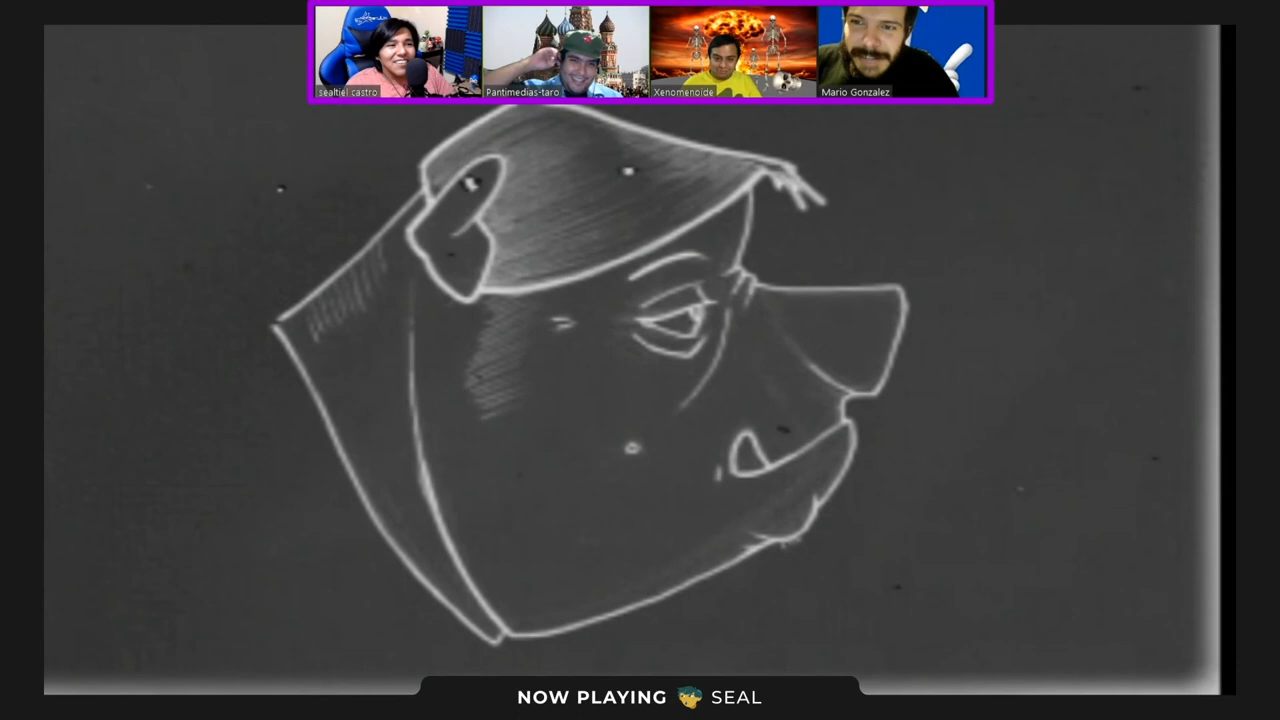 sealtiel castro
Pantimedias-taro
Xenomenoide
Mario Gonzalez
NOW PLAYING SEAL